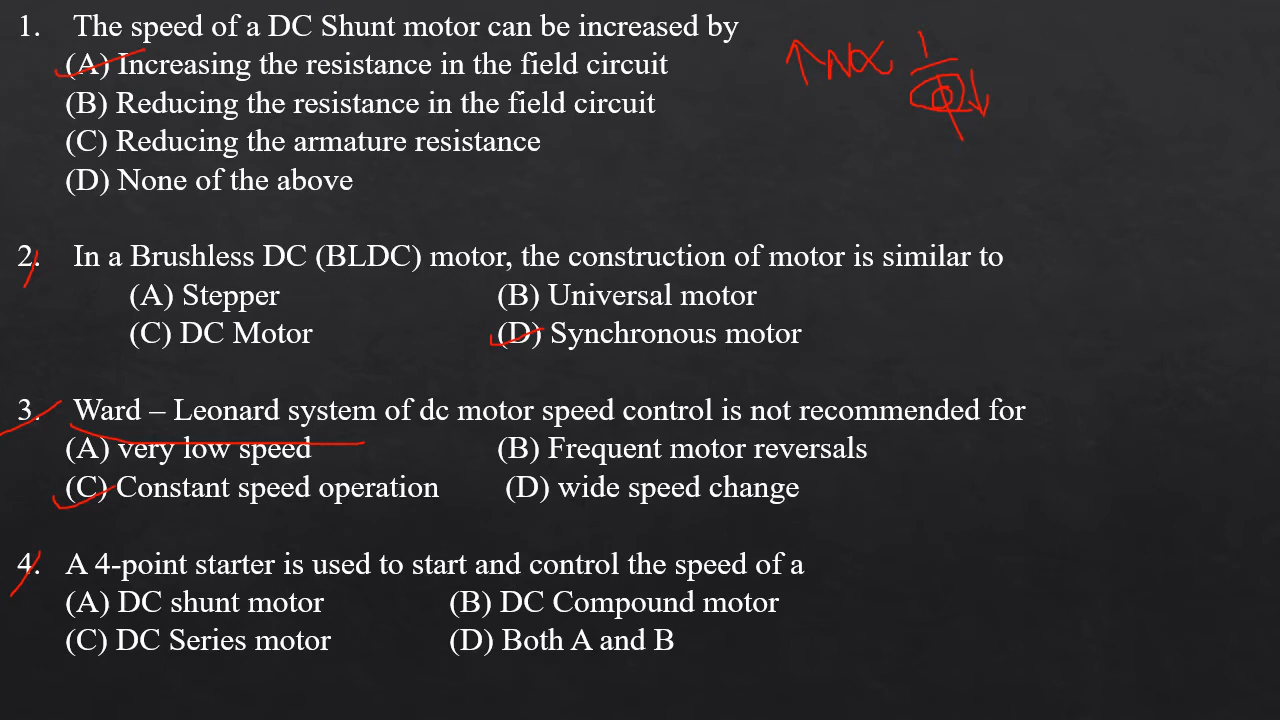 1. The speed of a DC Shunt motor can be increased by
(A) Increasing the resistance in the field circuit
↑N∝ 1/Φ↓
(B) Reducing the resistance in the field circuit
(C) Reducing the armature resistance
(D) None of the above
2. In a Brushless DC (BLDC) motor, the construction of motor is similar to
(A) Stepper (B) Universal motor
(C) DC Motor (D) Synchronous motor
3. Ward – Leonard system of dc motor speed control is not recommended for
(A) very low speed (B) Frequent motor reversals
(C) Constant speed operation (D) wide speed change
4. A 4-point starter is used to start and control the speed of a
(A) DC shunt motor (B) DC Compound motor
(C) DC Series motor (D) Both A and B